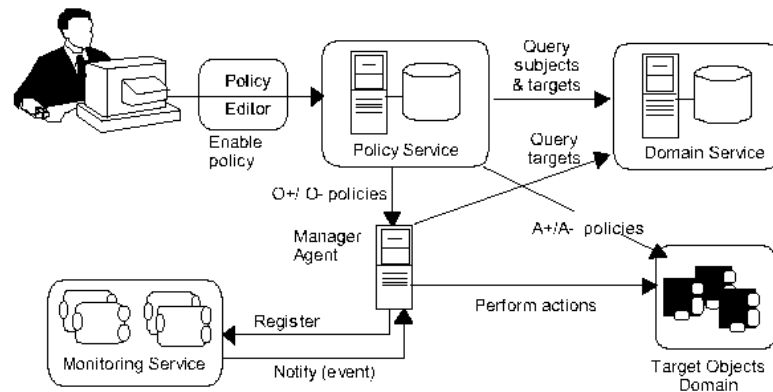 Policy
Editor
Enable
policy
Policy Service
Query
subjects
& targets
Query
targets
Domain Service
O+/ O- policies
Manager
Agent
A+/A- policies
Perform actions
Register
Notify (event)
Monitoring Service
Target Objects
Domain